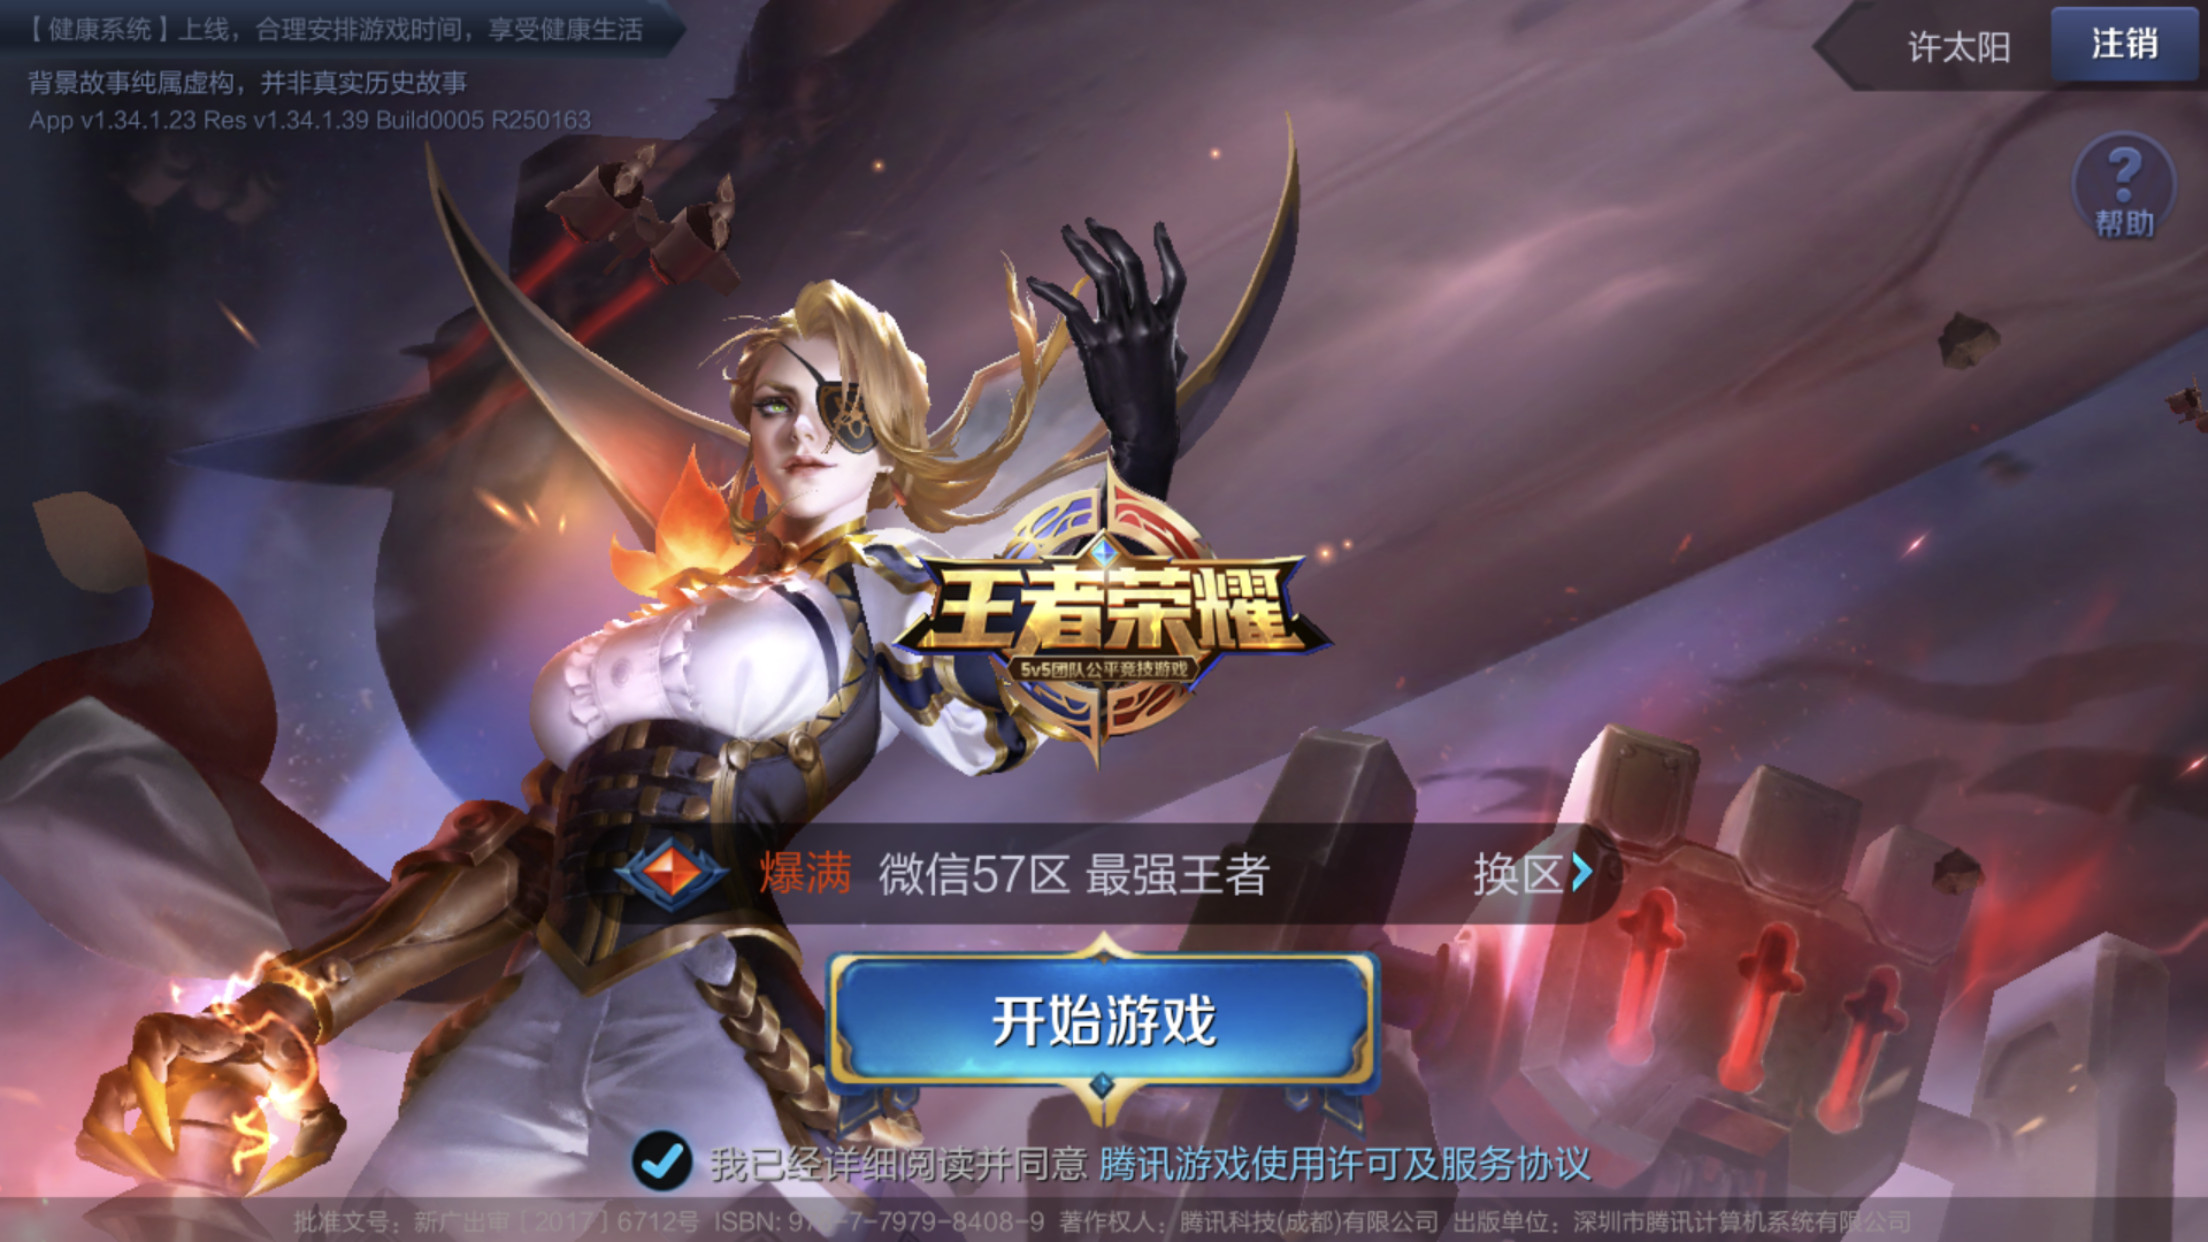 【健康系统】上线，合理安排游戏时间，享受健康生活
许太阳
注销
背景故事纯属虚构，并非真实历史故事
App v1.34.1.23 Res v1.34.1.39 Build0005 R250163
?
帮助
王者荣耀
5v5团队公平竞技游戏
爆满 微信57区 最强王者
换区
开始游戏
我已经详细阅读并同意 腾讯游戏使用许可及服务协议
批准文号：新广出审［2017］6712号 ISBN: 978-7-7979-8408-9 著作权人：腾讯科技(成都)有限公司 出版单位：深圳市腾讯计算机系统有限公司